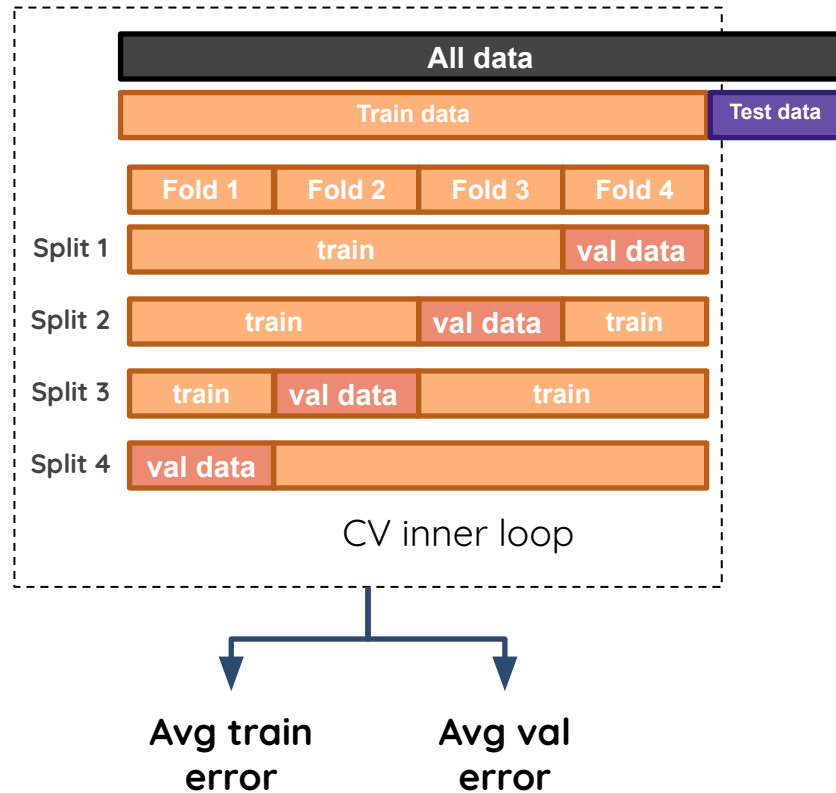 All data
Train data Test data
Fold 1 Fold 2 Fold 3 Fold 4
Split 1 train val data
Split 2 train val data train
Split 3 train val data train
Split 4 val data
CV inner loop
Avg train Avg val
error error